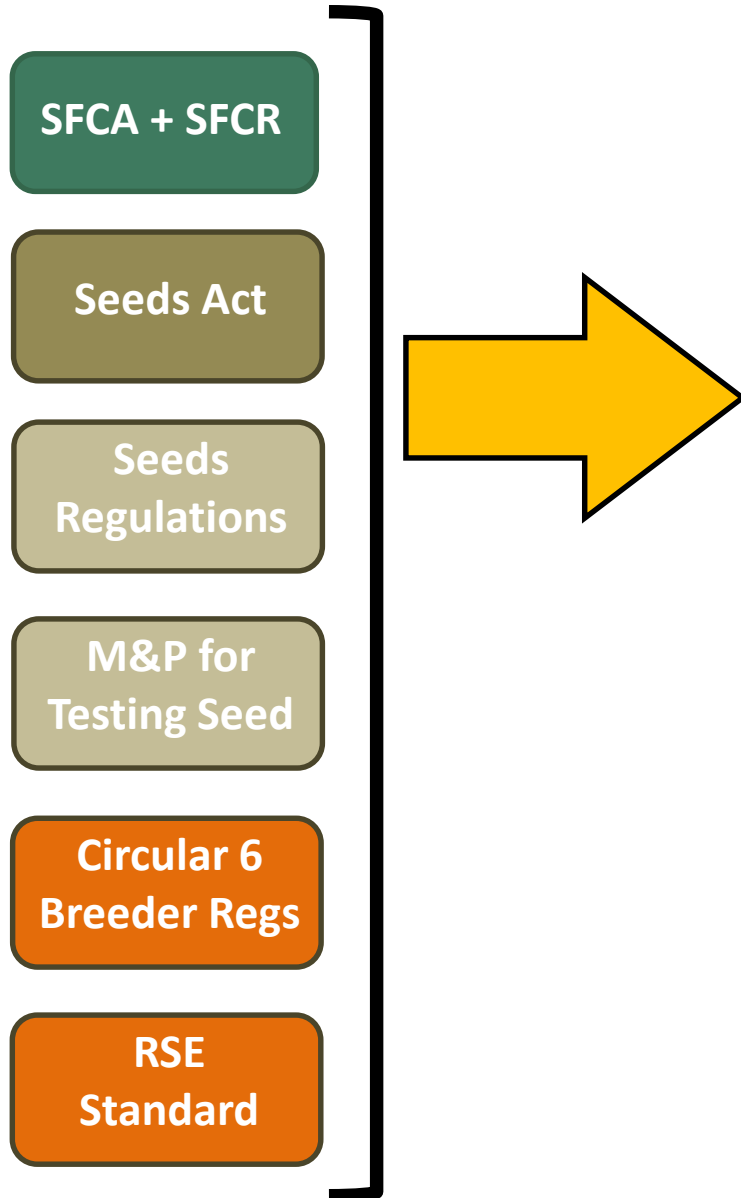 SFCA + SFCR
Seeds Act
Seeds
Regulations
M&P for
Testing Seed
Circular 6
Breeder Regs
RSE
Standard